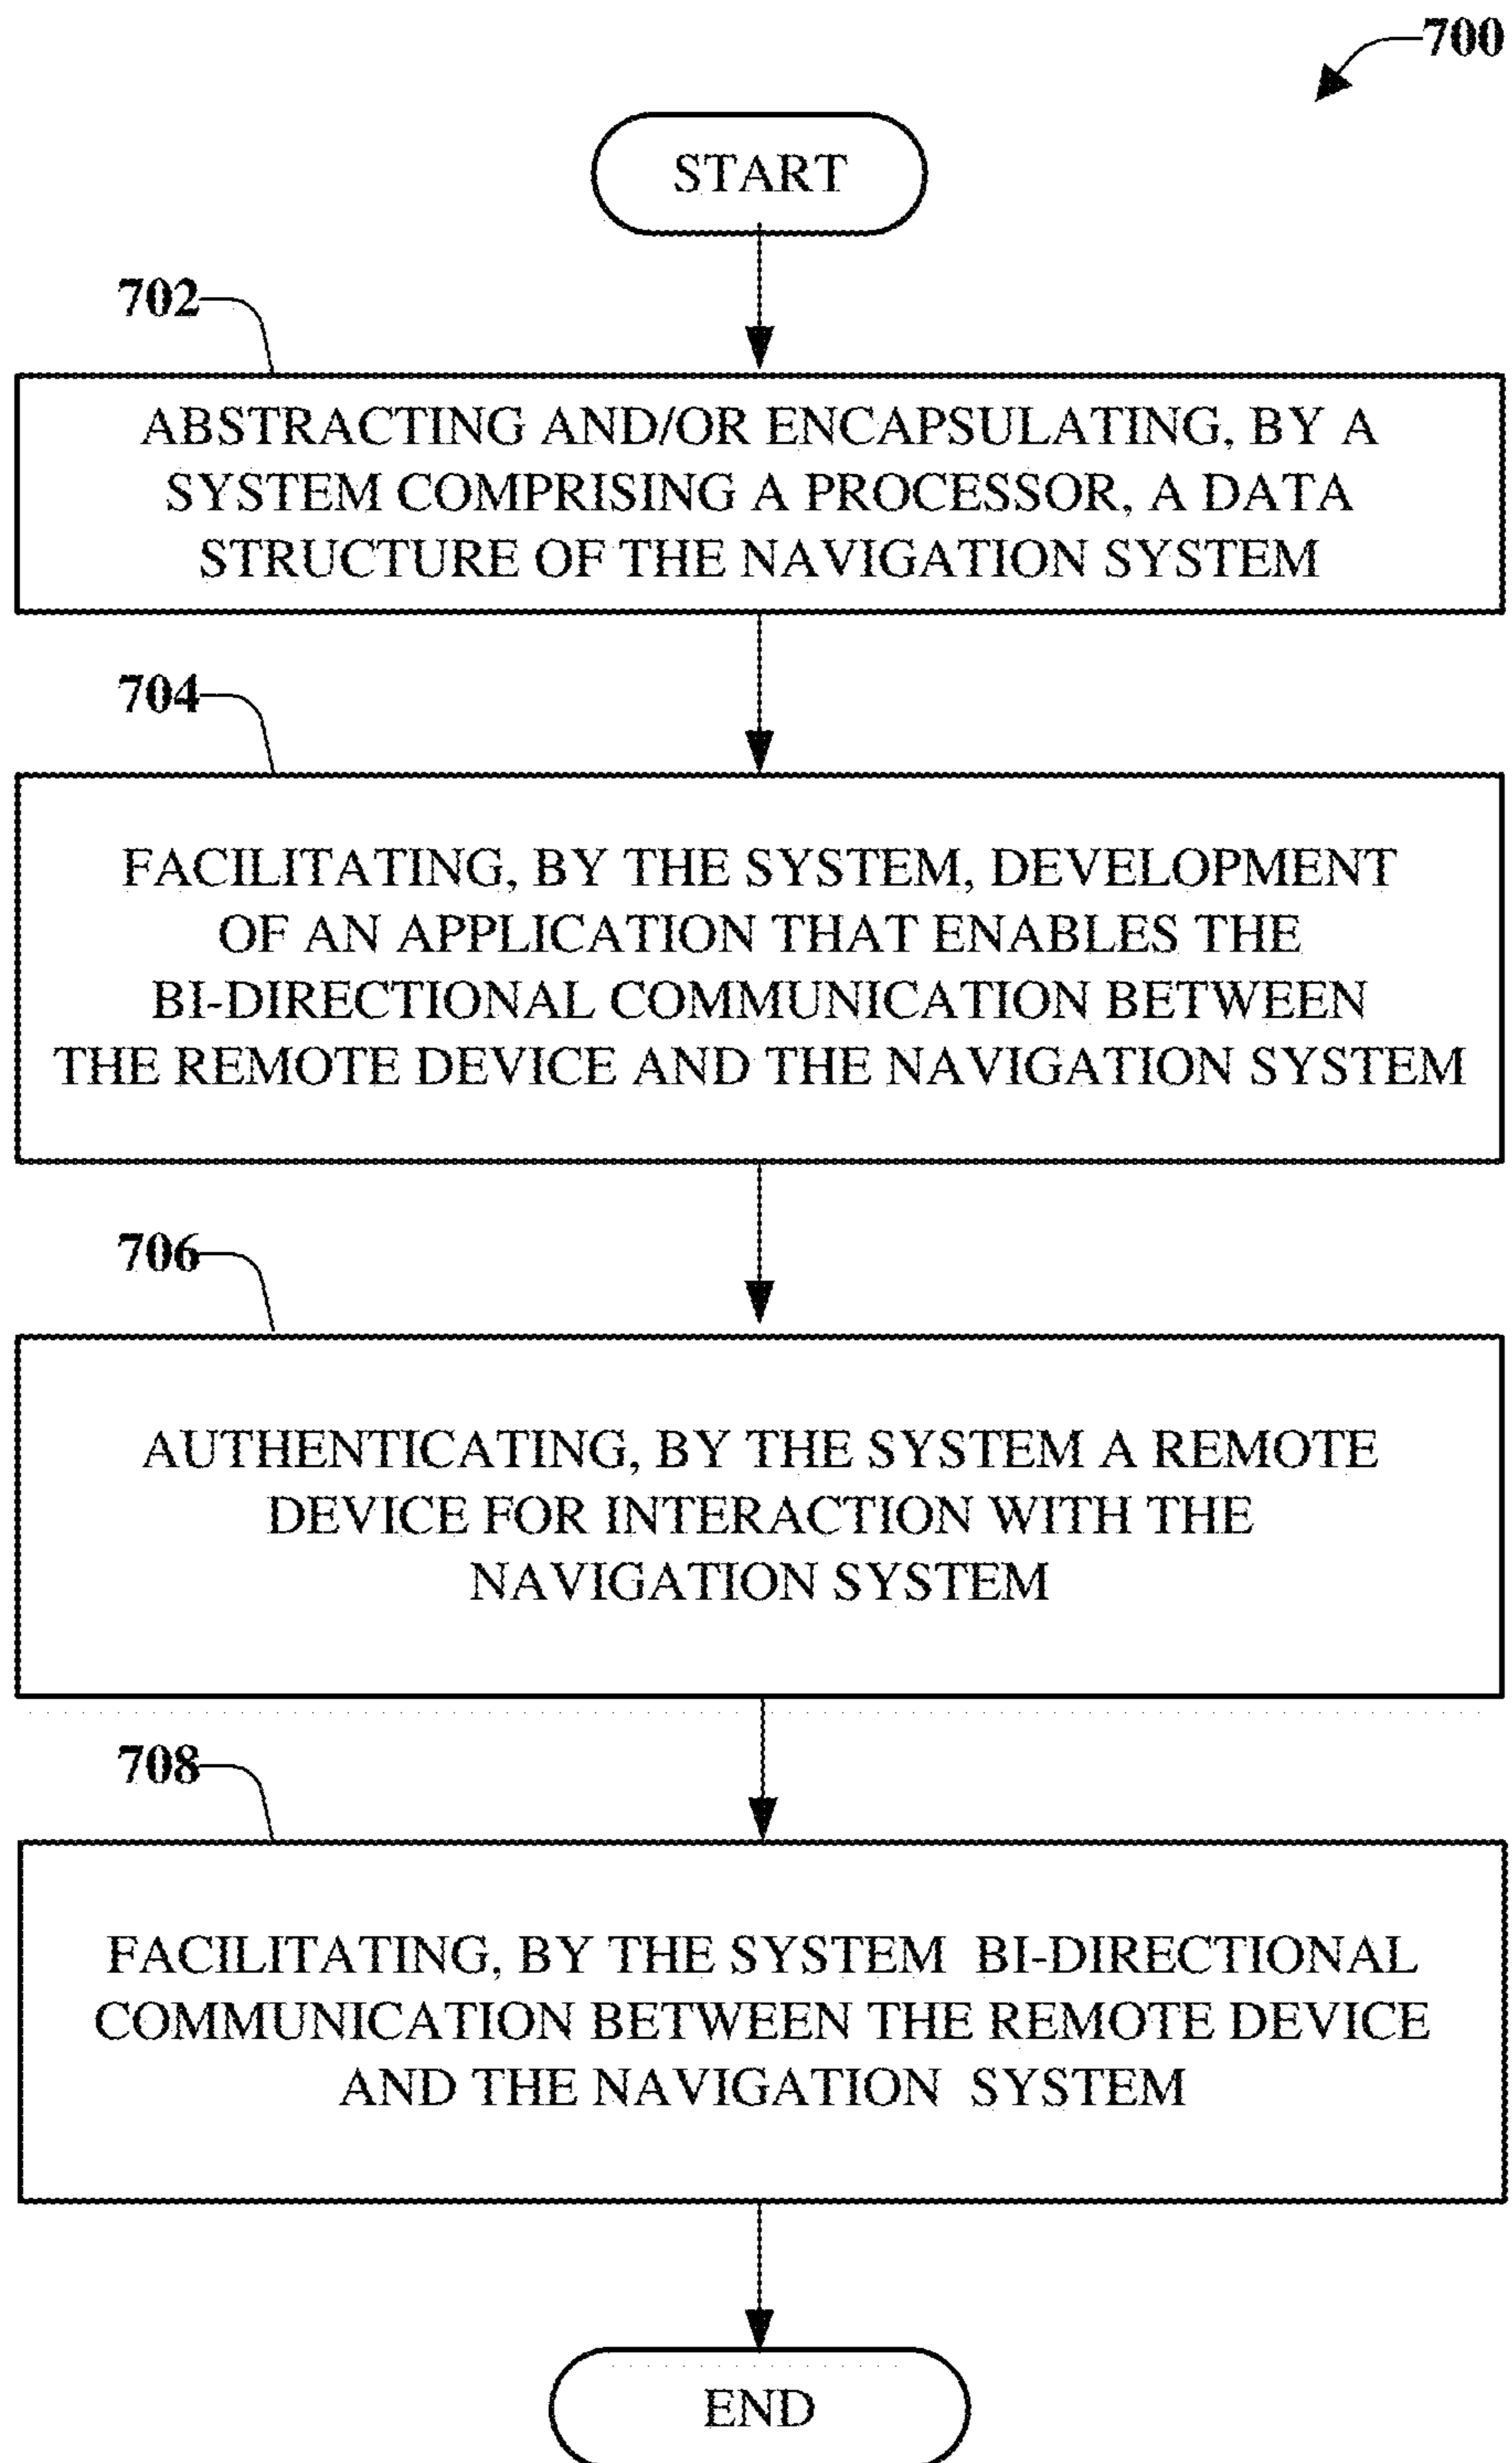 700
START
702
ABSTRACTING AND/OR ENCAPSULATING, BY A
SYSTEM COMPRISING A PROCESSOR, A DATA
STRUCTURE OF THE NAVIGATION SYSTEM
704
FACILITATING, BY THE SYSTEM, DEVELOPMENT
OF AN APPLICATION THAT ENABLES THE
BI-DIRECTIONAL COMMUNICATION BETWEEN
THE REMOTE DEVICE AND THE NAVIGATION SYSTEM
706
AUTHENTICATING, BY THE SYSTEM A REMOTE
DEVICE FOR INTERACTION WITH THE
NAVIGATION SYSTEM
708
FACILITATING, BY THE SYSTEM BI-DIRECTIONAL
COMMUNICATION BETWEEN THE REMOTE DEVICE
AND THE NAVIGATION SYSTEM
END